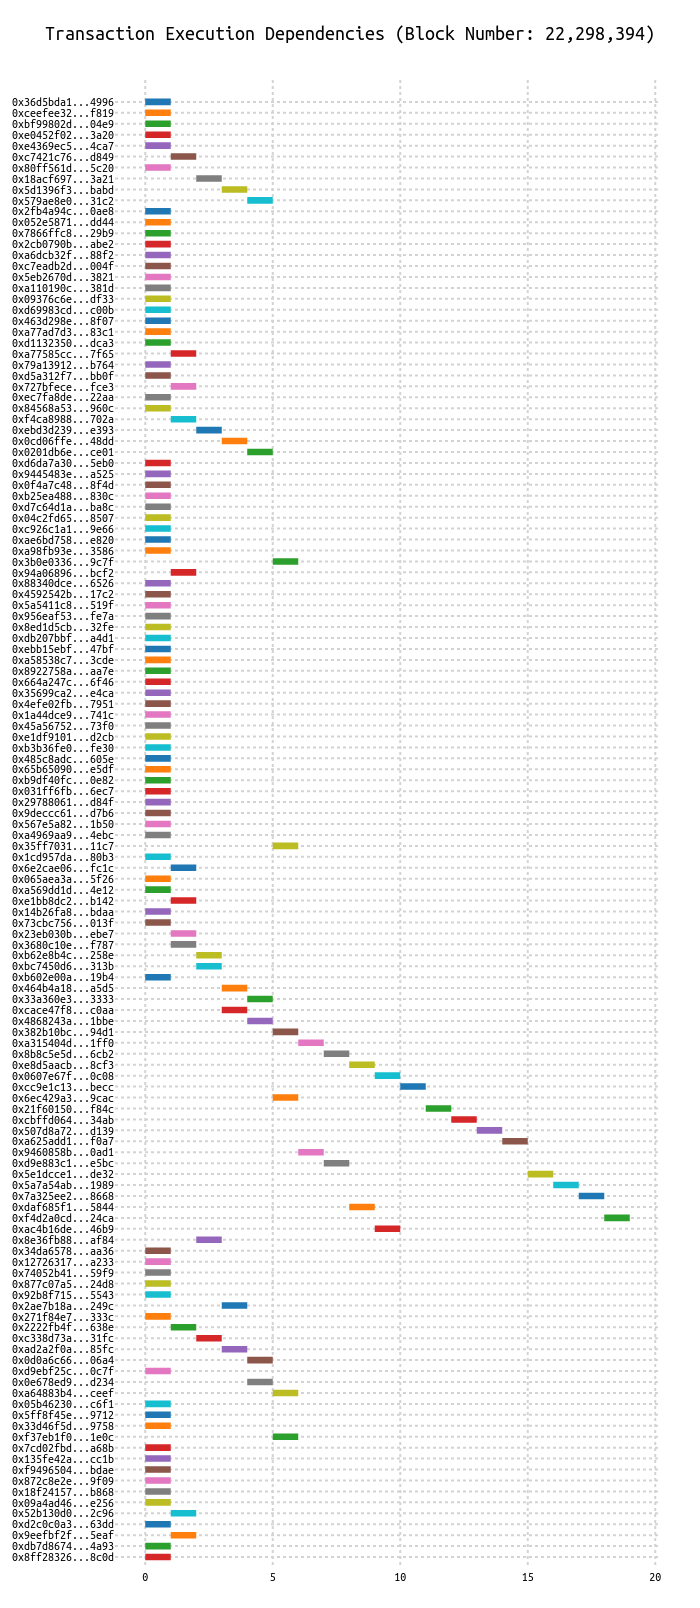 Transaction Execution Dependencies (Block Number: 22,298,394)
0x36d5bda1...4996
0xceefee32...f819
0xbf99802d...04e9
0xe0452f02...3a20
0xe4369ec5...4ca7
0xc7421c76...d849
0x80ff561d...5c20
0x18acf697...3a21
0x5d1396f3...babd
0x579ae8e0...31c2
0x2fb4a94c...0ae8
0x052e5871...dd44
0x7866ffc8...29b9
0x2cb0790b...abe2
0xa6dcb32f...88f2
0xc7eadb2d...004f
0x5eb2670d...3821
0xa110190c...381d
0x09376c6e...df33
0xd69983cd...c00b
0x463d298e...8f07
0xa77ad7d3...83c1
0xd1132350...dca3
0xa77585cc...7f65
0x79a13912...b764
0xd5a312f7...bb0f
0x727bfece...fce3
0xec7fa8de...22aa
0x84568a53...960c
0xf4ca8988...702a
0xebd3d239...e393
0x0cd06ffe...48dd
0x0201db6e...ce01
0xd6da7a30...5eb0
0x9445483e...a525
0x0f4a7c48...8f4d
0xb25ea488...830c
0xd7c64d1a...ba8c
0x04c2fd65...8507
0xc926c1a1...9e66
0xae6bd758...e820
0xa98fb93e...3586
0x3b0e0336...9c7f
0x94a06896...bcf2
0x88340dce...6526
0x4592542b...17c2
0x5a5411c8...519f
0x956eaf53...fe7a
0x8ed1d5cb...32fe
0xdb207bbf...a4d1
0xebb15ebf...47bf
0xa58538c7...3cde
0x8922758a...aa7e
0x664a247c...6f46
0x35699ca2...e4ca
0x4efe02fb...7951
0x1a44dce9...741c
0x45a56752...73f0
0xe1df9101...d2cb
0xb3b36fe0...fe30
0x485c8adc...605e
0x65b65090...e5df
0xb9df40fc...0e82
0x031ff6fb...6ec7
0x29788061...d84f
0x9deccc61...d7b6
0x567e5a82...1b50
0xa4969aa9...4ebc
0x35ff7031...11c7
0x1cd957da...80b3
0x6e2cae06...fc1c
0x065aea3a...5f26
0xa569dd1d...4e12
0xe1bb8dc2...b142
0x14b26fa8...bdaa
0x73cbc756...013f
0x23eb030b...ebe7
0x3680c10e...f787
0xb62e8b4c...258e
0xbc7450d6...313b
0xb602e00a...19b4
0x464b4a18...a5d5
0x33a360e3...3333
0xcace47f8...c0aa
0x4868243a...1bbe
0x382b10bc...94d1
0xa315404d...1ff0
0x8b8c5e5d...6cb2
0xe8d5aacb...8cf3
0x0607e67f...0c08
0xcc9e1c13...becc
0x6ec429a3...9cac
0x21f60150...f84c
0xcbffd064...34ab
0x507d8a72...d139
0xa625add1...f0a7
0x9460858b...0ad1
0xd9e883c1...e5bc
0x5e1dcce1...de32
0x5a7a54ab...1989
0x7a325ee2...8668
0xdaf685f1...5844
0xf4d2a0cd...24ca
0xac4b16de...46b9
0x8e36fb88...af84
0x34da6578...aa36
0x12726317...a233
0x74052b41...59f9
0x877c07a5...24d8
0x92b8f715...5543
0x2ae7b18a...249c
0x271f84e7...333c
0x2222fb4f...638e
0xc338d73a...31fc
0xad2a2f0a...85fc
0x0d0a6c66...06a4
0xd9ebf25c...0c7f
0x0e678ed9...d234
0xa64883b4...ceef
0x05b46230...c6f1
0x5ff8f45e...9712
0x33d46f5d...9758
0xf37eb1f0...1e0c
0x7cd02fbd...a68b
0x135fe42a...cc1b
0xf9496504...bdae
0x872c8e2e...9f09
0x18f24157...b868
0x09a4ad46...e256
0x52b130d0...2c96
0xd2c0c0a3...63dd
0x9eefbf2f...5eaf
0xdb7d8674...4a93
0x8ff28326...8c0d
0 5 10 15 20